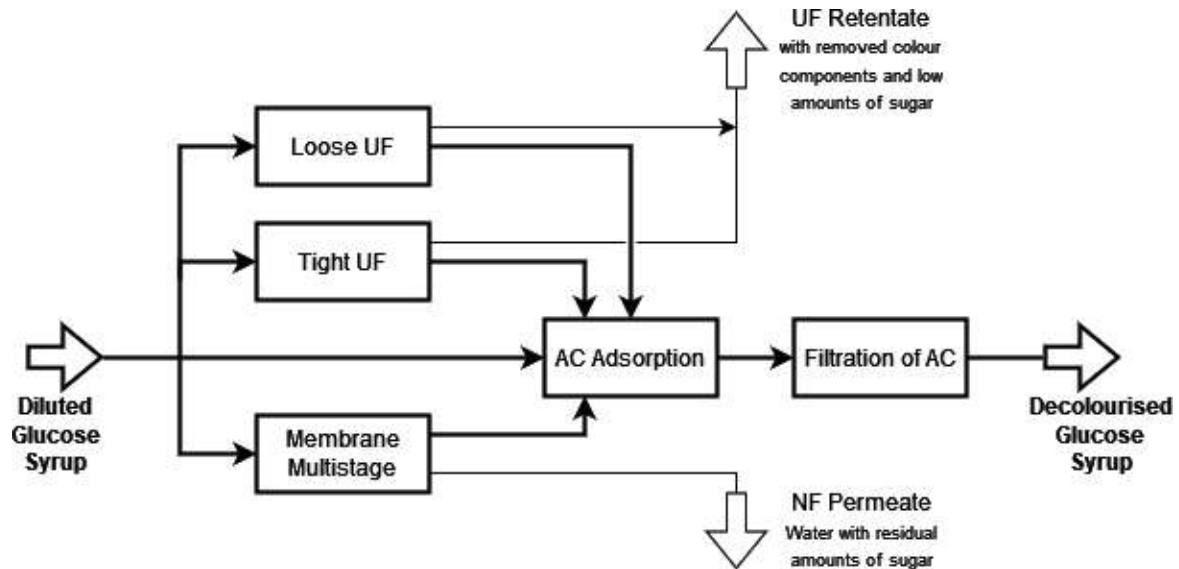 UF Retentate
with removed colour
components and low
amounts of sugar
Loose UF
Tight UF
AC Adsorption
Filtration of AC
Diluted
Glucose
Syrup
Decolourised
Glucose
Syrup
Membrane
Multistage
NF Permeate
Water with residual
amounts of sugar